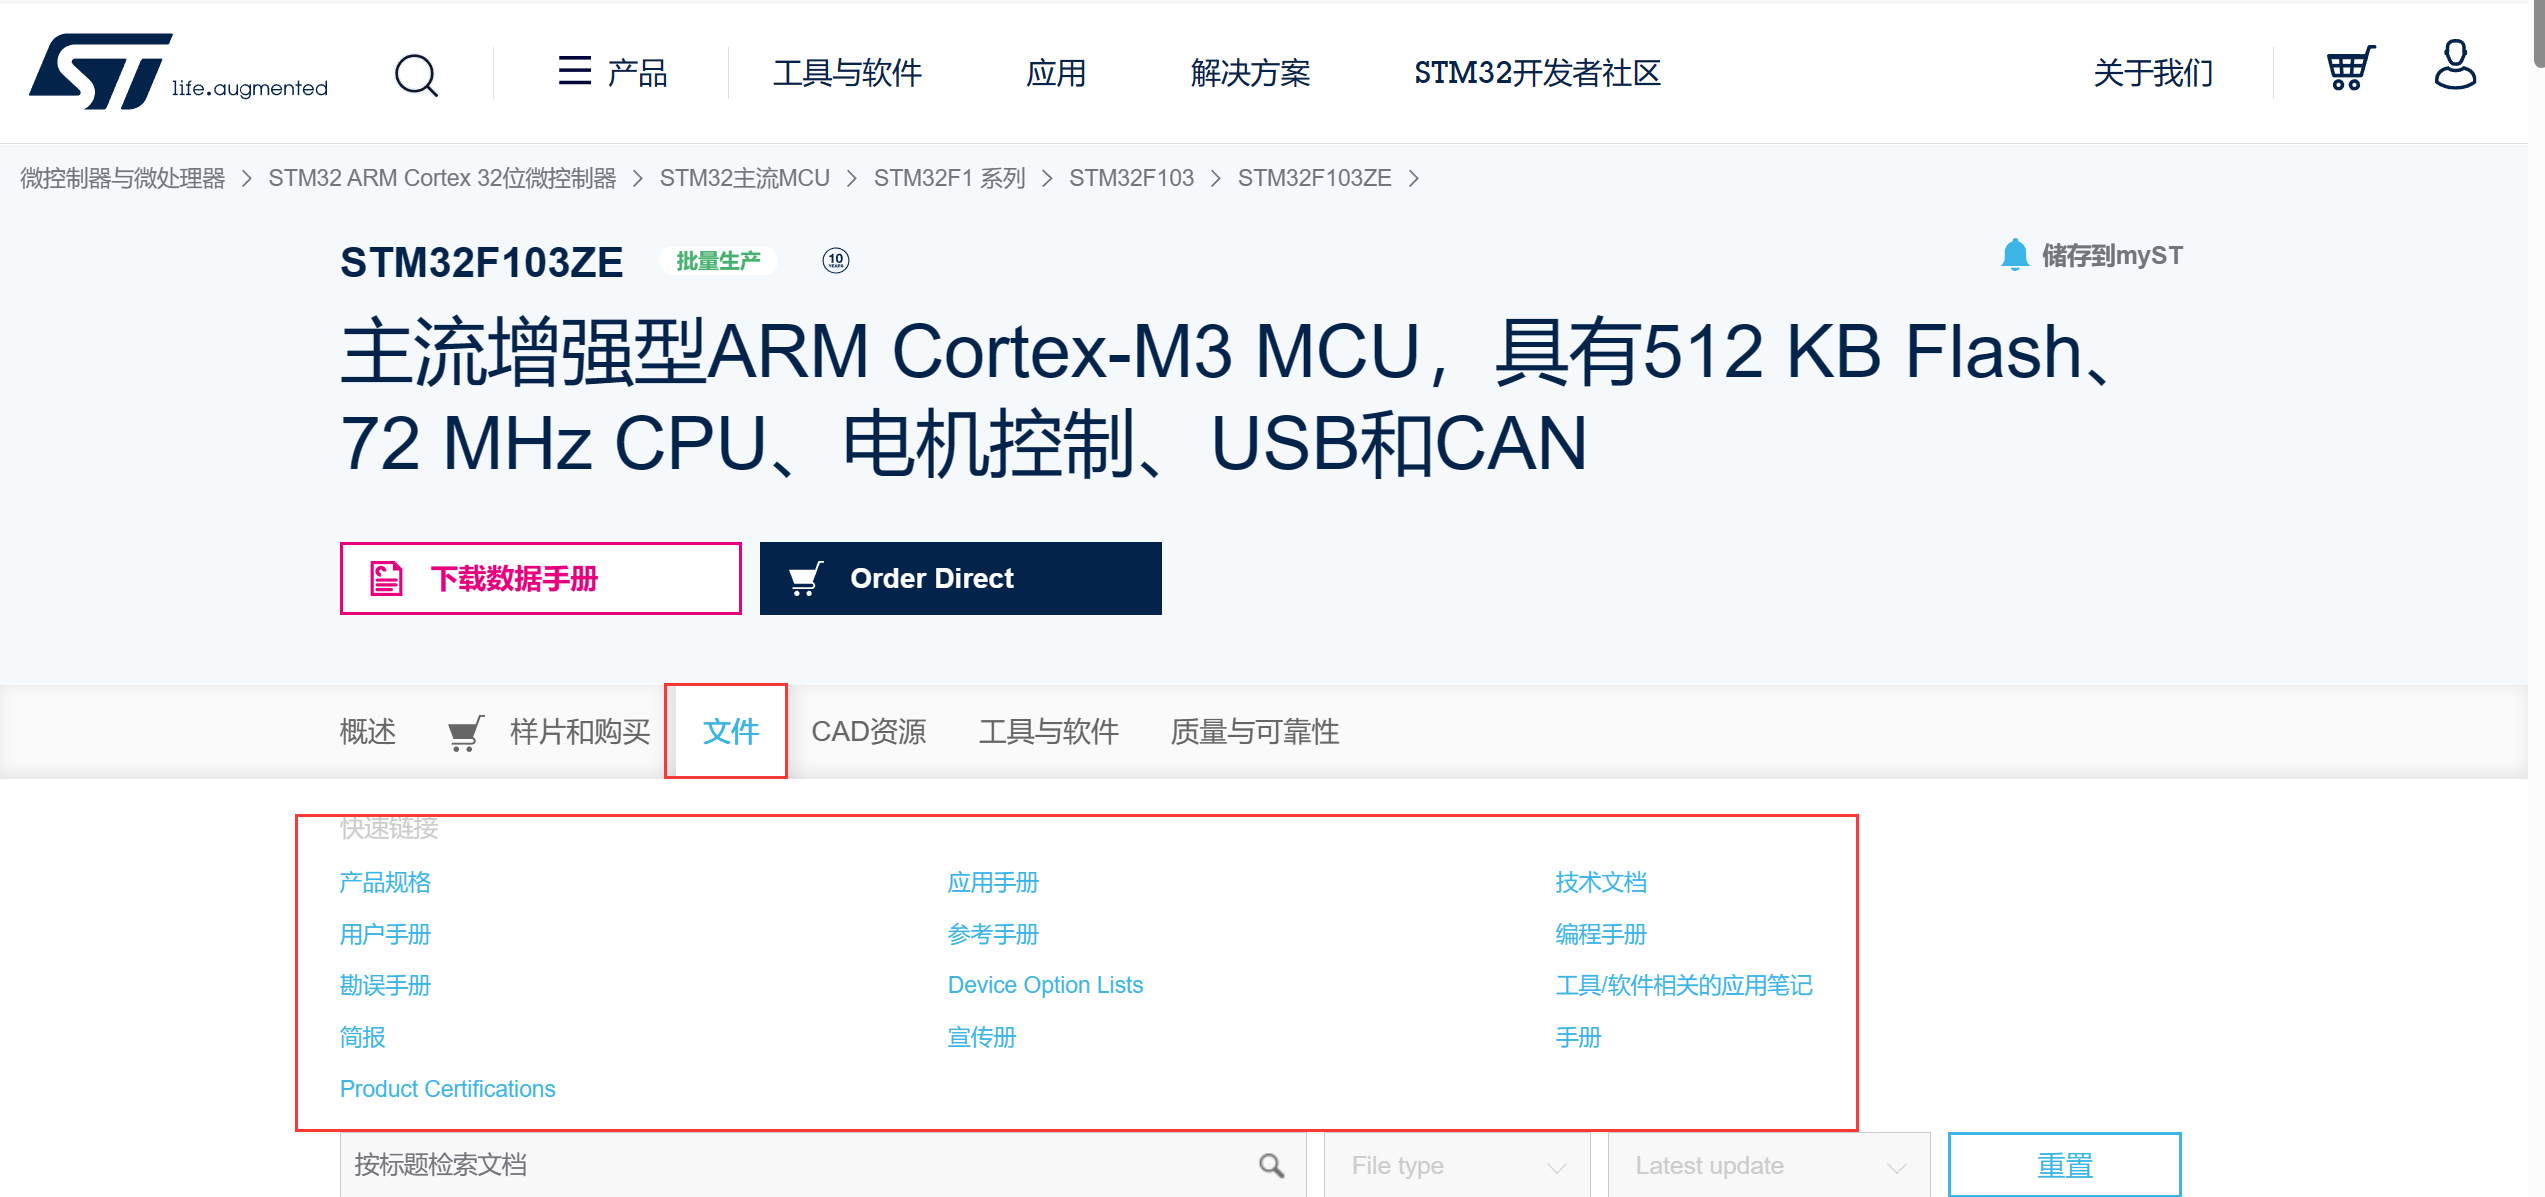 ST life.augmented
产品
工具与软件
应用
解决方案
STM32开发者社区
关于我们
微控制器与微处理器 > STM32 ARM Cortex 32位微控制器 > STM32主流MCU > STM32F1 系列 > STM32F103 > STM32F103ZE >
STM32F103ZE 批量生产 10 YEARS
储存到myST
主流增强型ARM Cortex-M3 MCU，具有512 KB Flash、
72 MHz CPU、电机控制、USB和CAN
下载数据手册
Order Direct
概述 样片和购买 文件 CAD资源 工具与软件 质量与可靠性
快速链接
产品规格 应用手册 技术文档
用户手册 参考手册 编程手册
勘误手册 Device Option Lists 工具/软件相关的应用笔记
简报 宣传册 手册
Product Certifications
按标题检索文档 File type Latest update 重置